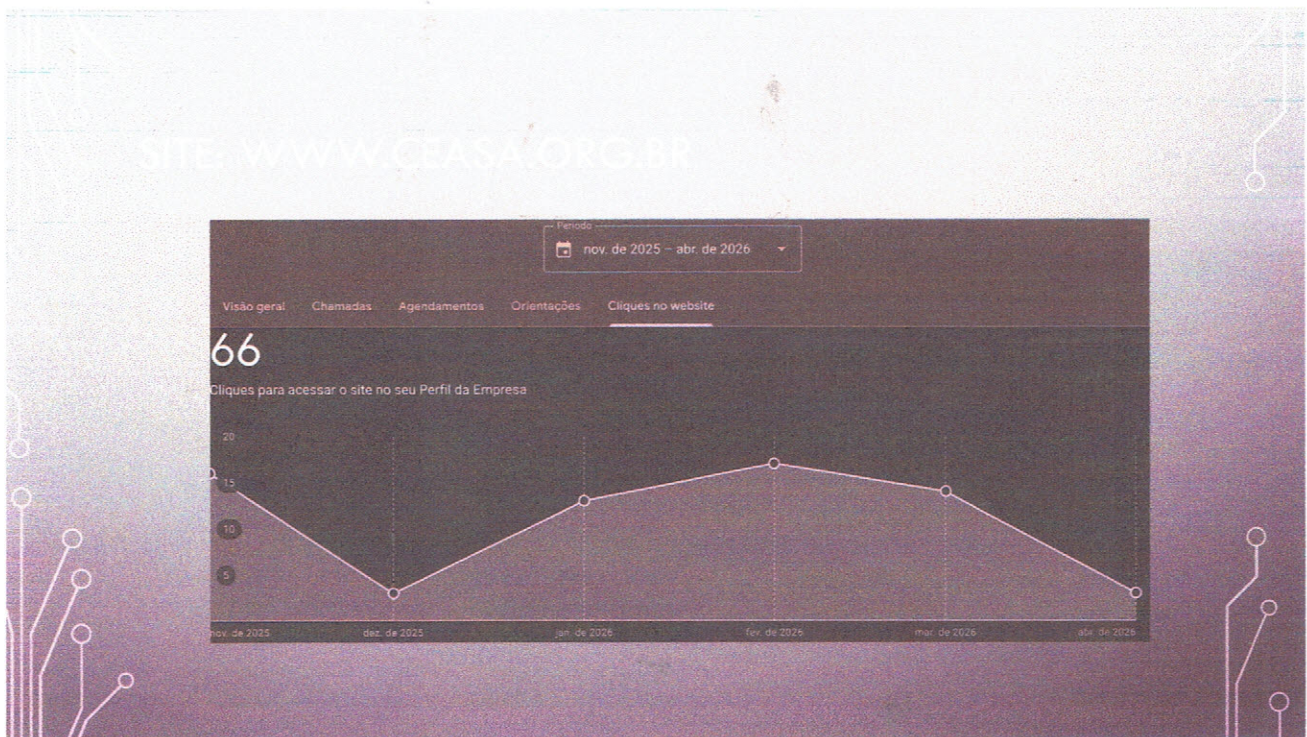 SITE: WWW.CEASA.ORG.BR
Período
nov. de 2025 – abr. de 2026
Visão geral Chamadas Agendamentos Orientações Cliques no website
66
Cliques para acessar o site no seu Perfil da Empresa
20
15
10
5
nov. de 2025 dez. de 2025 jan. de 2026 fev. de 2026 mar. de 2026 abr. de 2026